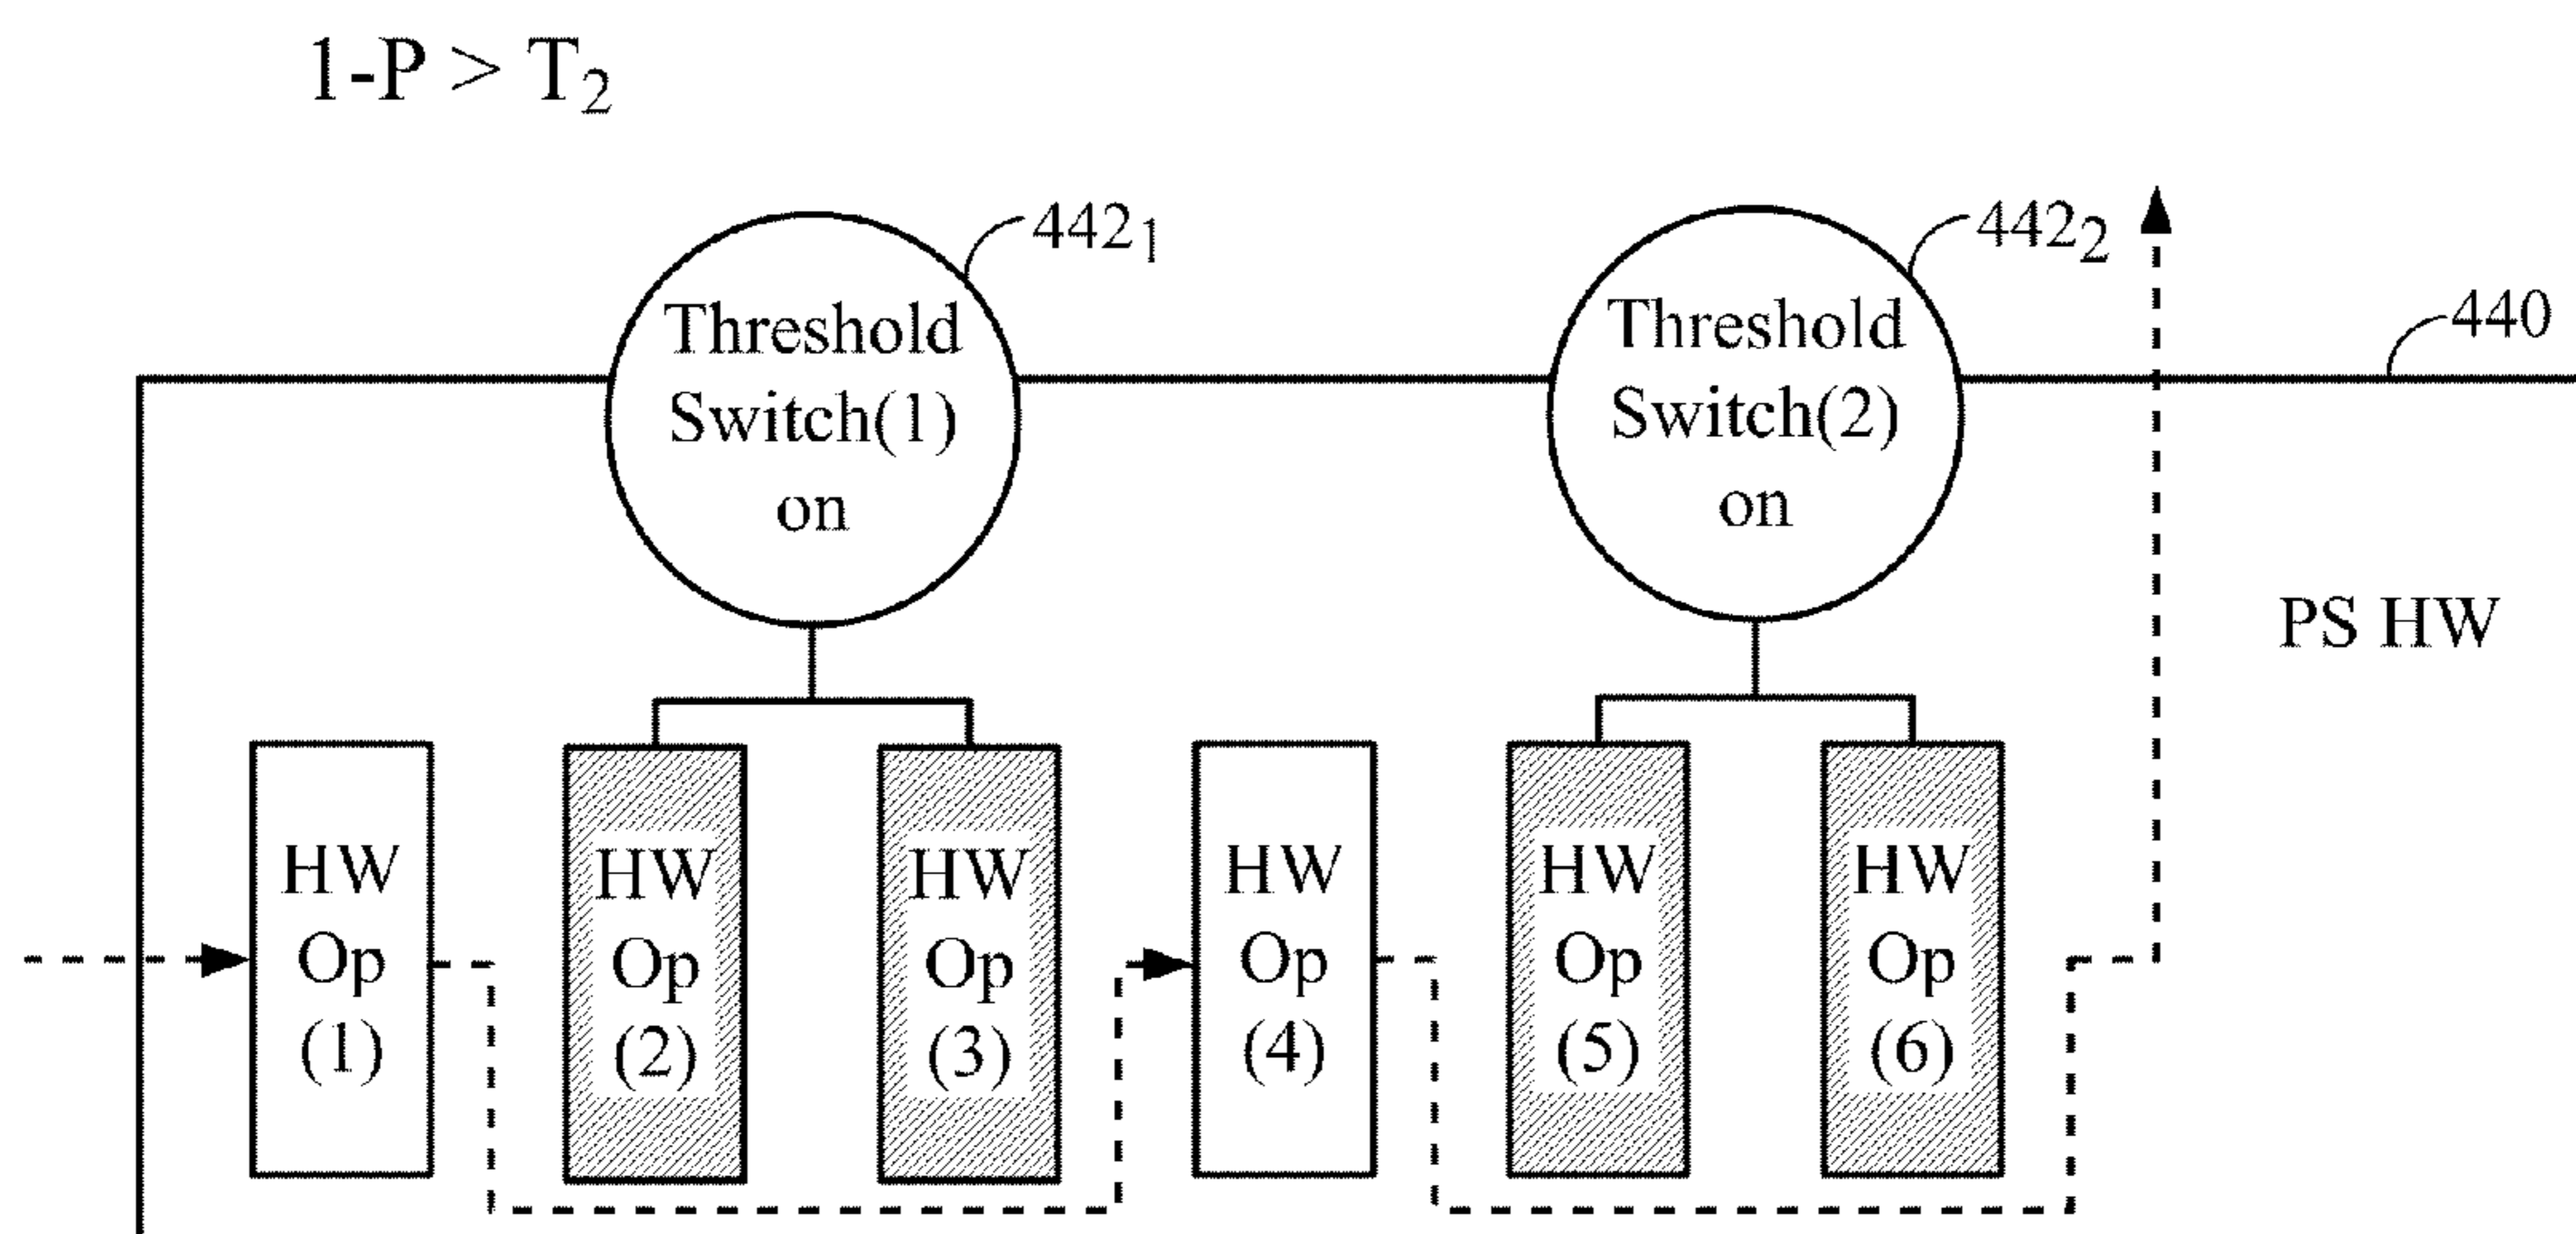 1-P > T₂
442₁
442₂
440
Threshold
Switch(1)
on
Threshold
Switch(2)
on
PS HW
HW
Op
(1)
HW
Op
(2)
HW
Op
(3)
HW
Op
(4)
HW
Op
(5)
HW
Op
(6)